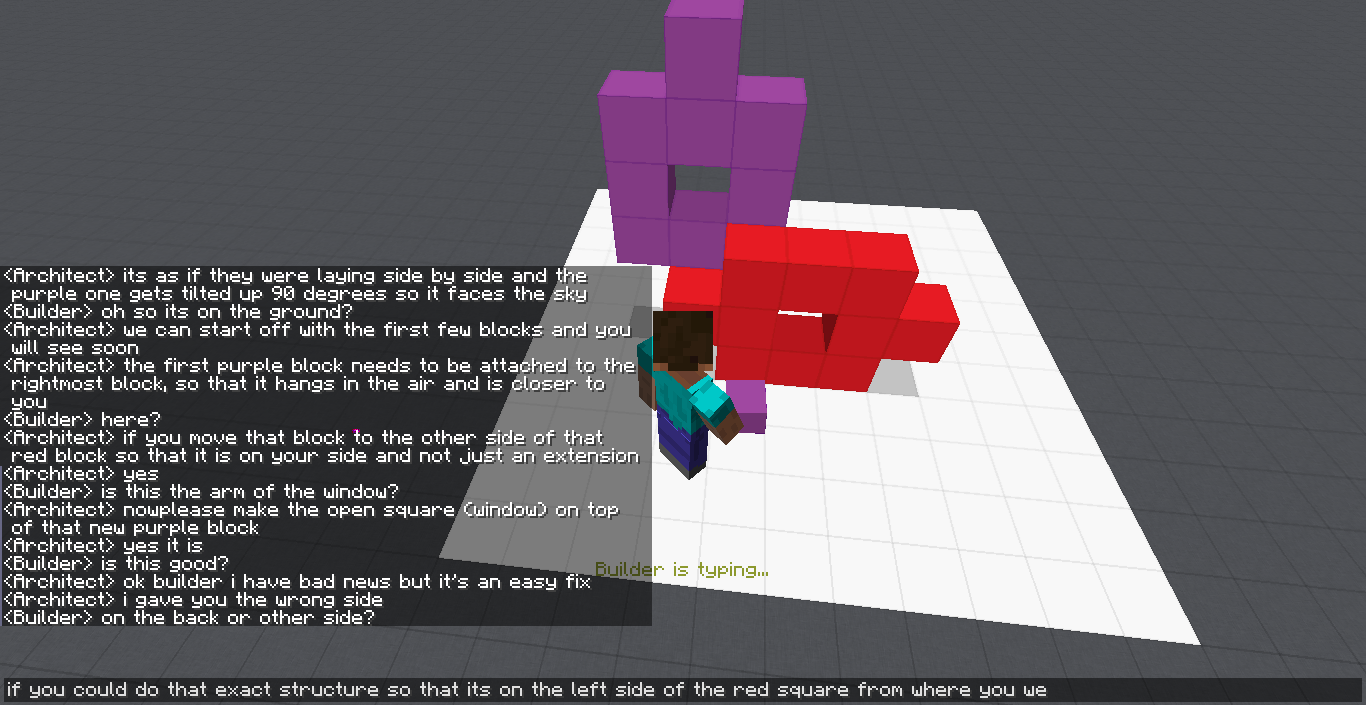 <Architect> its as if they were laying side by side and the
purple one gets tilted up 90 degrees so it faces the sky
<Builder> oh so its on the ground?
<Architect> we can start off with the first few blocks and you
will see soon
<Architect> the first purple block needs to be attached to the
rightmost block, so that it hangs in the air and is closer to
you
<Builder> here?
<Architect> if you move that block to the other side of that
red block so that it is on your side and not just an extension
<Architect> yes
<Builder> is this the arm of the window?
<Architect> nowplease make the open square (window) on top
of that new purple block
<Architect> yes it is
<Builder> is this good?
<Architect> ok builder i have bad news but it's an easy fix
<Architect> i gave you the wrong side
<Builder> on the back or other side?
Builder is typing...
if you could do that exact structure so that its on the left side of the red square from where you we